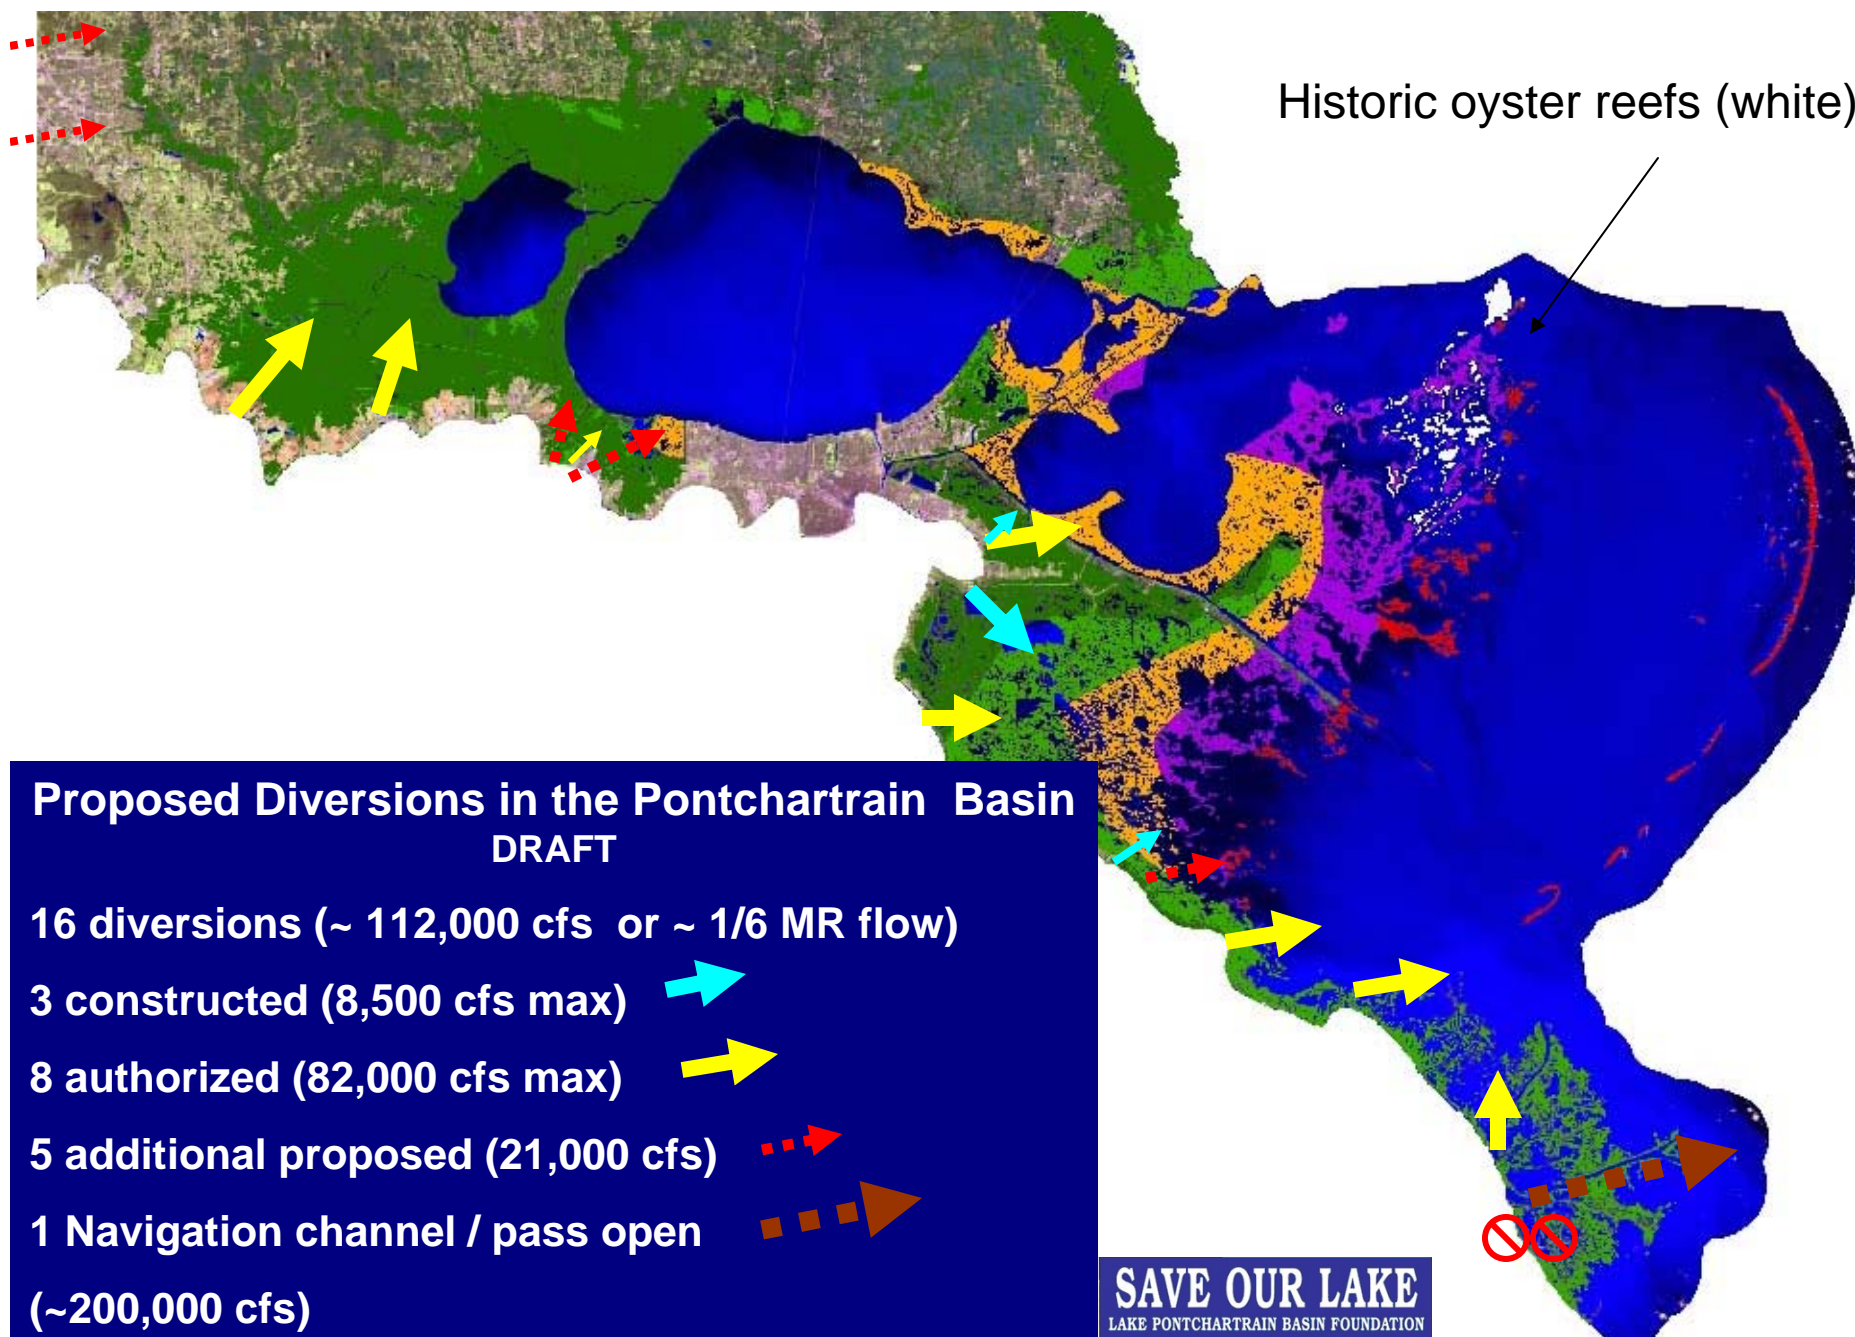 Historic oyster reefs (white)
Proposed Diversions in the Pontchartrain Basin
DRAFT
16 diversions (~ 112,000 cfs or ~ 1/6 MR flow)
3 constructed (8,500 cfs max)
8 authorized (82,000 cfs max)
5 additional proposed (21,000 cfs)
1 Navigation channel / pass open
(~200,000 cfs)
SAVE OUR LAKE
LAKE PONTCHARTRAIN BASIN FOUNDATION